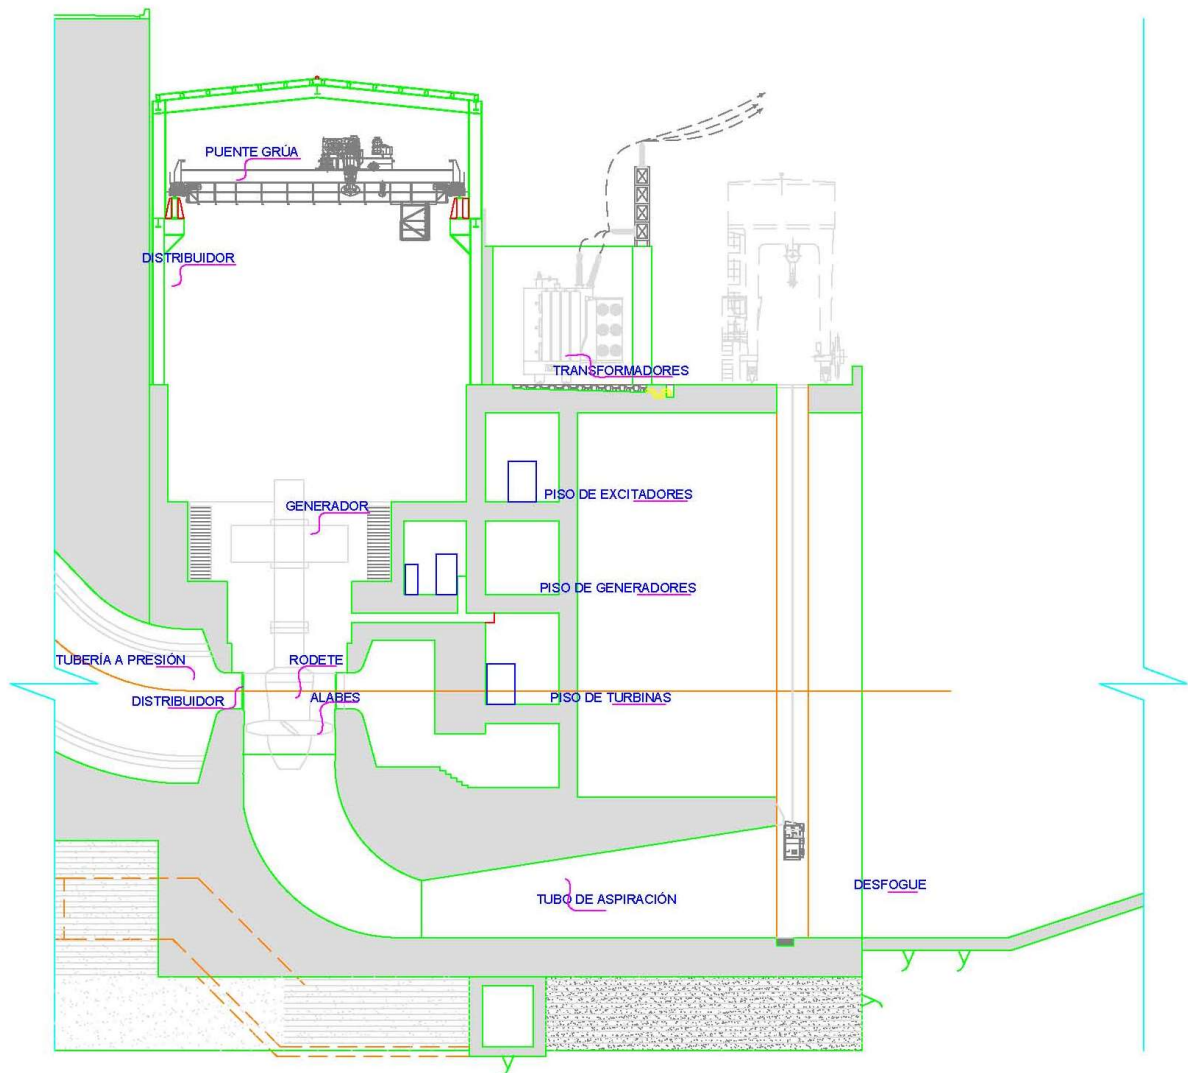 PUENTE GRÚA
DISTRIBUIDOR
TRANSFORMADORES
PISO DE EXCITADORES
GENERADOR
PISO DE GENERADORES
TUBERÍA A PRESIÓN
RODETE
DISTRIBUIDOR
ALABES
PISO DE TURBINAS
TUBO DE ASPIRACIÓN
DESFOGUE